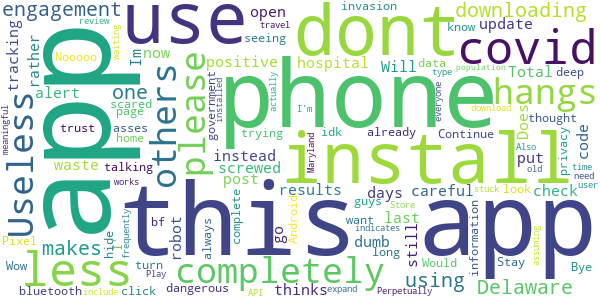 engagement
review
travel
use
open
dont
downloading
invasion
update
know
seeing
covid
tracking
Nooooo
Im
now
rather
app
others
please
positive
hospital
Will
data
type
population
Total
deep
hangs
alert
page
scared
one
phone
government
installed
trying
actually
I'm
everyone
download
Does
thought
meaningful
Useless
trust
asses
home
waste
talking
works
instead
screwed
post
idk
already
Continue
put
code
privacy
Maryland
install
Also
old
time
need
user
this app
hide
frequently
bf
robot
always
complete
results
days
go
Android
guys
want
careful
last
still
dumb
long
check
stuck
look
Store
Would
information
assuming
Pixel
makes
Wow
turn
Play
less
completely
thinks
using
Delaware
Stay
Bye
bluetooth
include
click
dangerous
API
indicates
expand
Perpetually
waiting